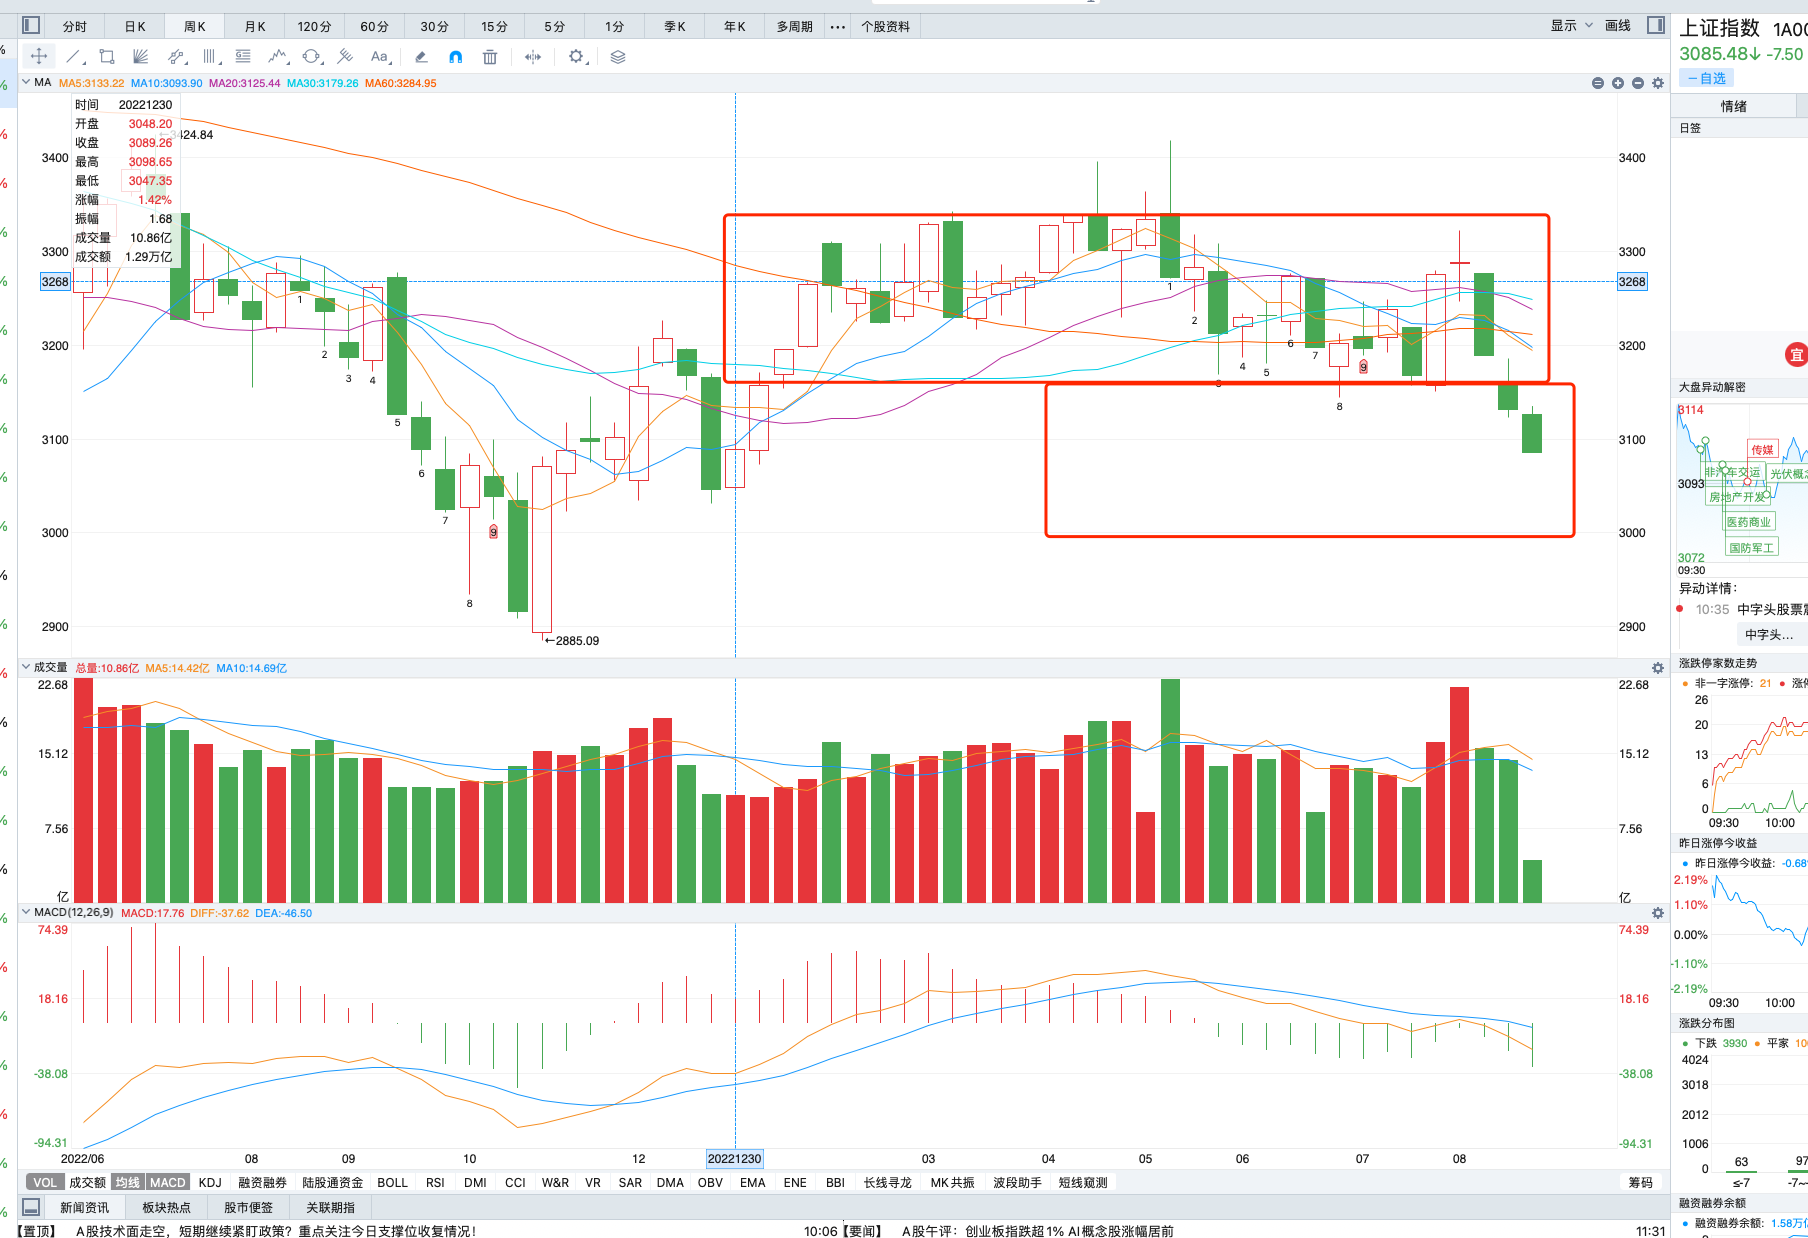 分时 日K 周K 月K 120分 60分 30分 15分 5分 1分 季K 年K 多周期 ••• 个股资料 显示 画线
上证指数 1A00
3085.48↓ -7.50
－自选
Aa
MA MA5:3133.22 MA10:3093.90 MA20:3125.44 MA30:3179.26 MA60:3284.95
情绪
日签
时间 20221230
开盘 3048.20
收盘 3089.26
最高 3098.65
最低 3047.35
涨幅 1.42%
振幅 1.68
成交量 10.86亿
成交额 1.29万亿
←3424.84
3400 3400
3300 3300
3268 3268
3200 3200
3100 3100
3000 3000
2900 2900
1 2 3 4 5 6 7 8 9
←2885.09
1 2 4 5 6 7 8 9
宜
大盘异动解密
3114
传媒
非汽车交运
光伏概念
3093
房地产开发
医药商业
国防军工
3072
09:30
异动详情：
10:35 中字头股票
中字头...
成交量 总量:10.86亿 MA5:14.42亿 MA10:14.69亿
22.68 22.68
15.12 15.12
7.56 7.56
亿 亿
涨跌停家数走势
非一字涨停: 21
26
20
13
6
0
09:30 10:00
昨日涨停今收益
昨日涨停今收益: -0.68
2.19%
1.10%
0.00%
-1.10%
-2.19%
09:30 10:00
MACD(12,26,9) MACD:17.76 DIFF:-37.62 DEA:-46.50
74.39 74.39
18.16 18.16
-38.08 -38.08
-94.31 -94.31
2022/06 08 09 10 12 20221230 03 04 05 06 07 08
涨跌分布图
下跌 3930 平家 10
4024
3018
2012
1006
0
63 97
≤-7 -7~
融资融券余额
融资融券余额: 1.58万亿
VOL 成交额 均线 MACD KDJ 融资融券 陆股通资金 BOLL RSI DMI CCI W&R VR SAR DMA OBV EMA ENE BBI 长线寻龙 MK共振 波段助手 短线窥测 筹码
新闻资讯 板块热点 股市便签 关联期指
【置顶】 A股技术面走空，短期继续紧盯政策？重点关注今日支撑位收复情况！ 10:06 【要闻】 A股午评：创业板指跌超1% AI概念股涨幅居前 11:31